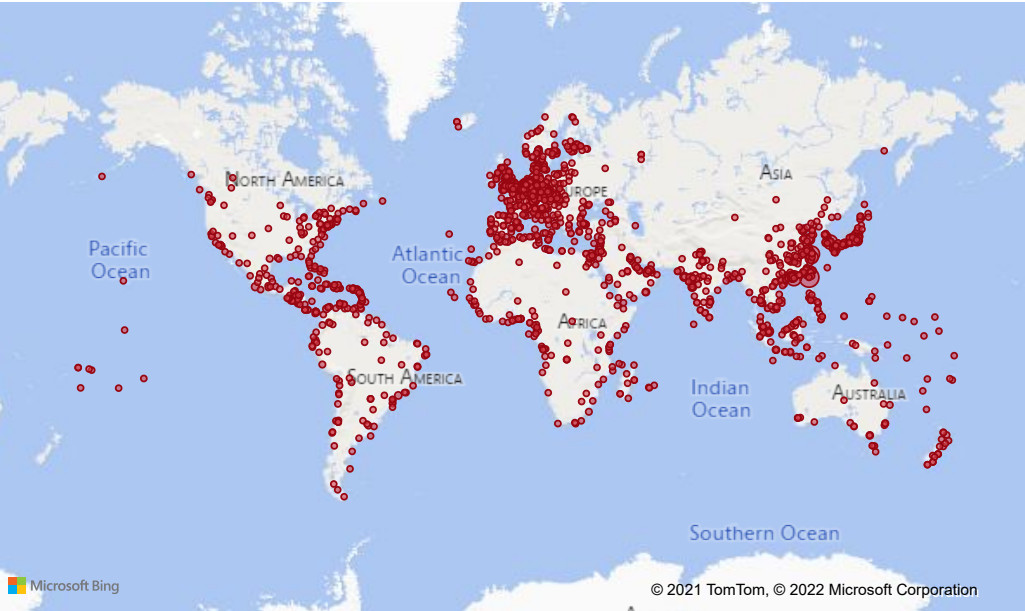 NORTH AMERICA
ASIA
Pacific
Ocean
Atlantic
Ocean
AFRICA
SOUTH AMERICA
Indian
Ocean
AUSTRALIA
Southern Ocean
Microsoft Bing
© 2021 TomTom, © 2022 Microsoft Corporation